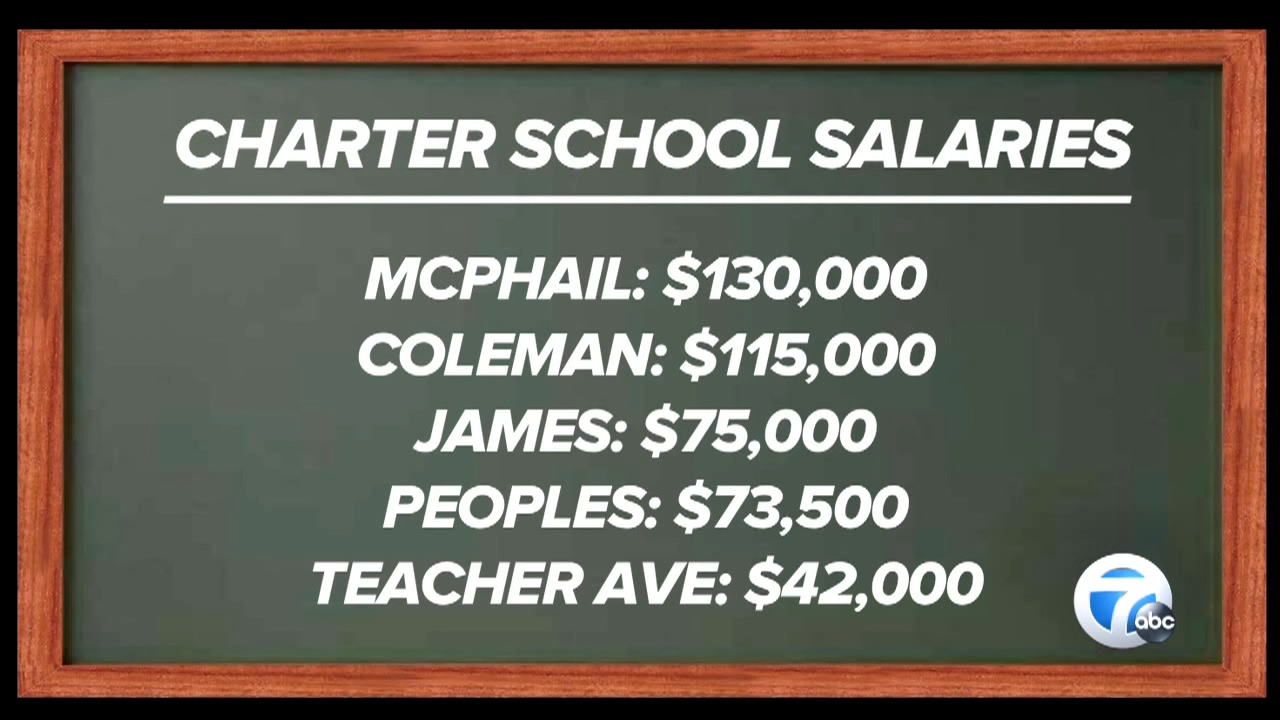 CHARTER SCHOOL SALARIES
MCPHAIL: $130,000
COLEMAN: $115,000
JAMES: $75,000
PEOPLES: $73,500
TEACHER AVE: $42,000
7
abc